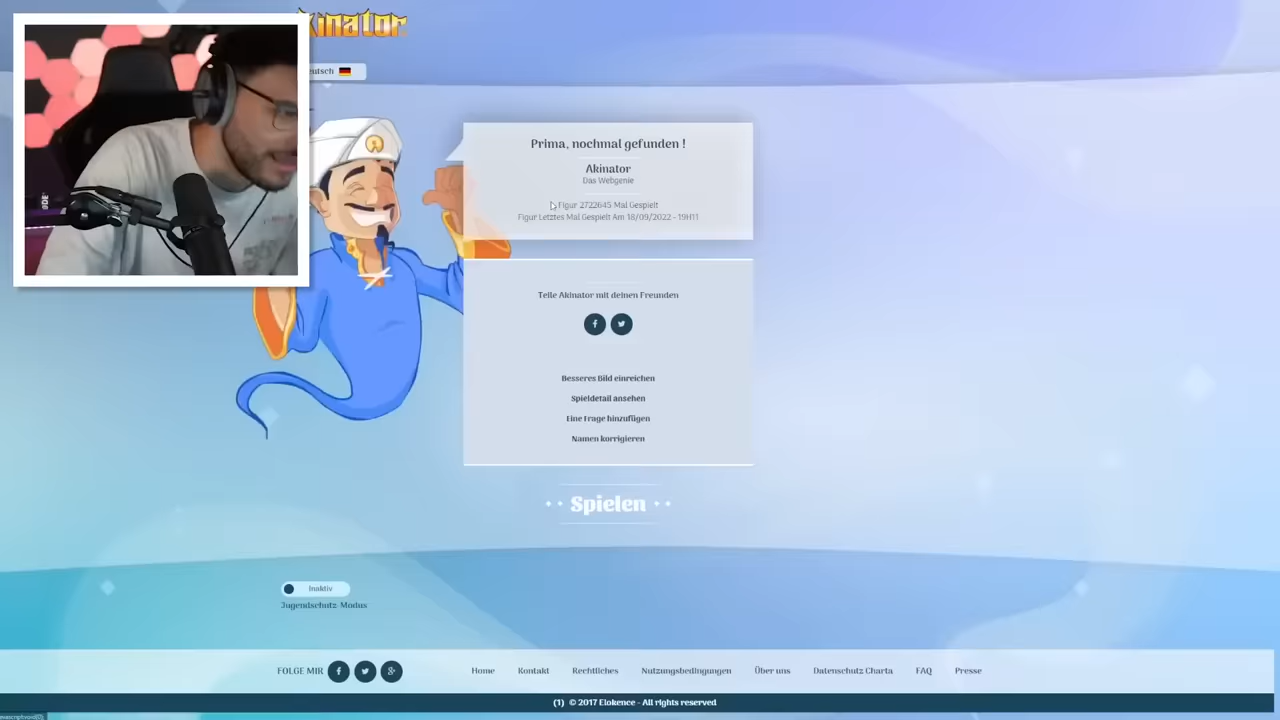 kinator
eutsch
Prima, nochmal gefunden !
Akinator
Das Webgenie
Figur 2722645 Mal Gespielt
Figur Letztes Mal Gespielt Am 18/09/2022 - 19H11
Teile Akinator mit deinen Freunden
Besseres Bild einreichen
Spieldetail ansehen
Eine Frage hinzufügen
Namen korrigieren
Spielen
Inaktiv
Jugendschutz-Modus
FOLGE MIR
Home Kontakt Rechtliches Nutzungsbedingungen Über uns Datenschutz Charta FAQ Presse
(1) © 2017 Elokence - All rights reserved